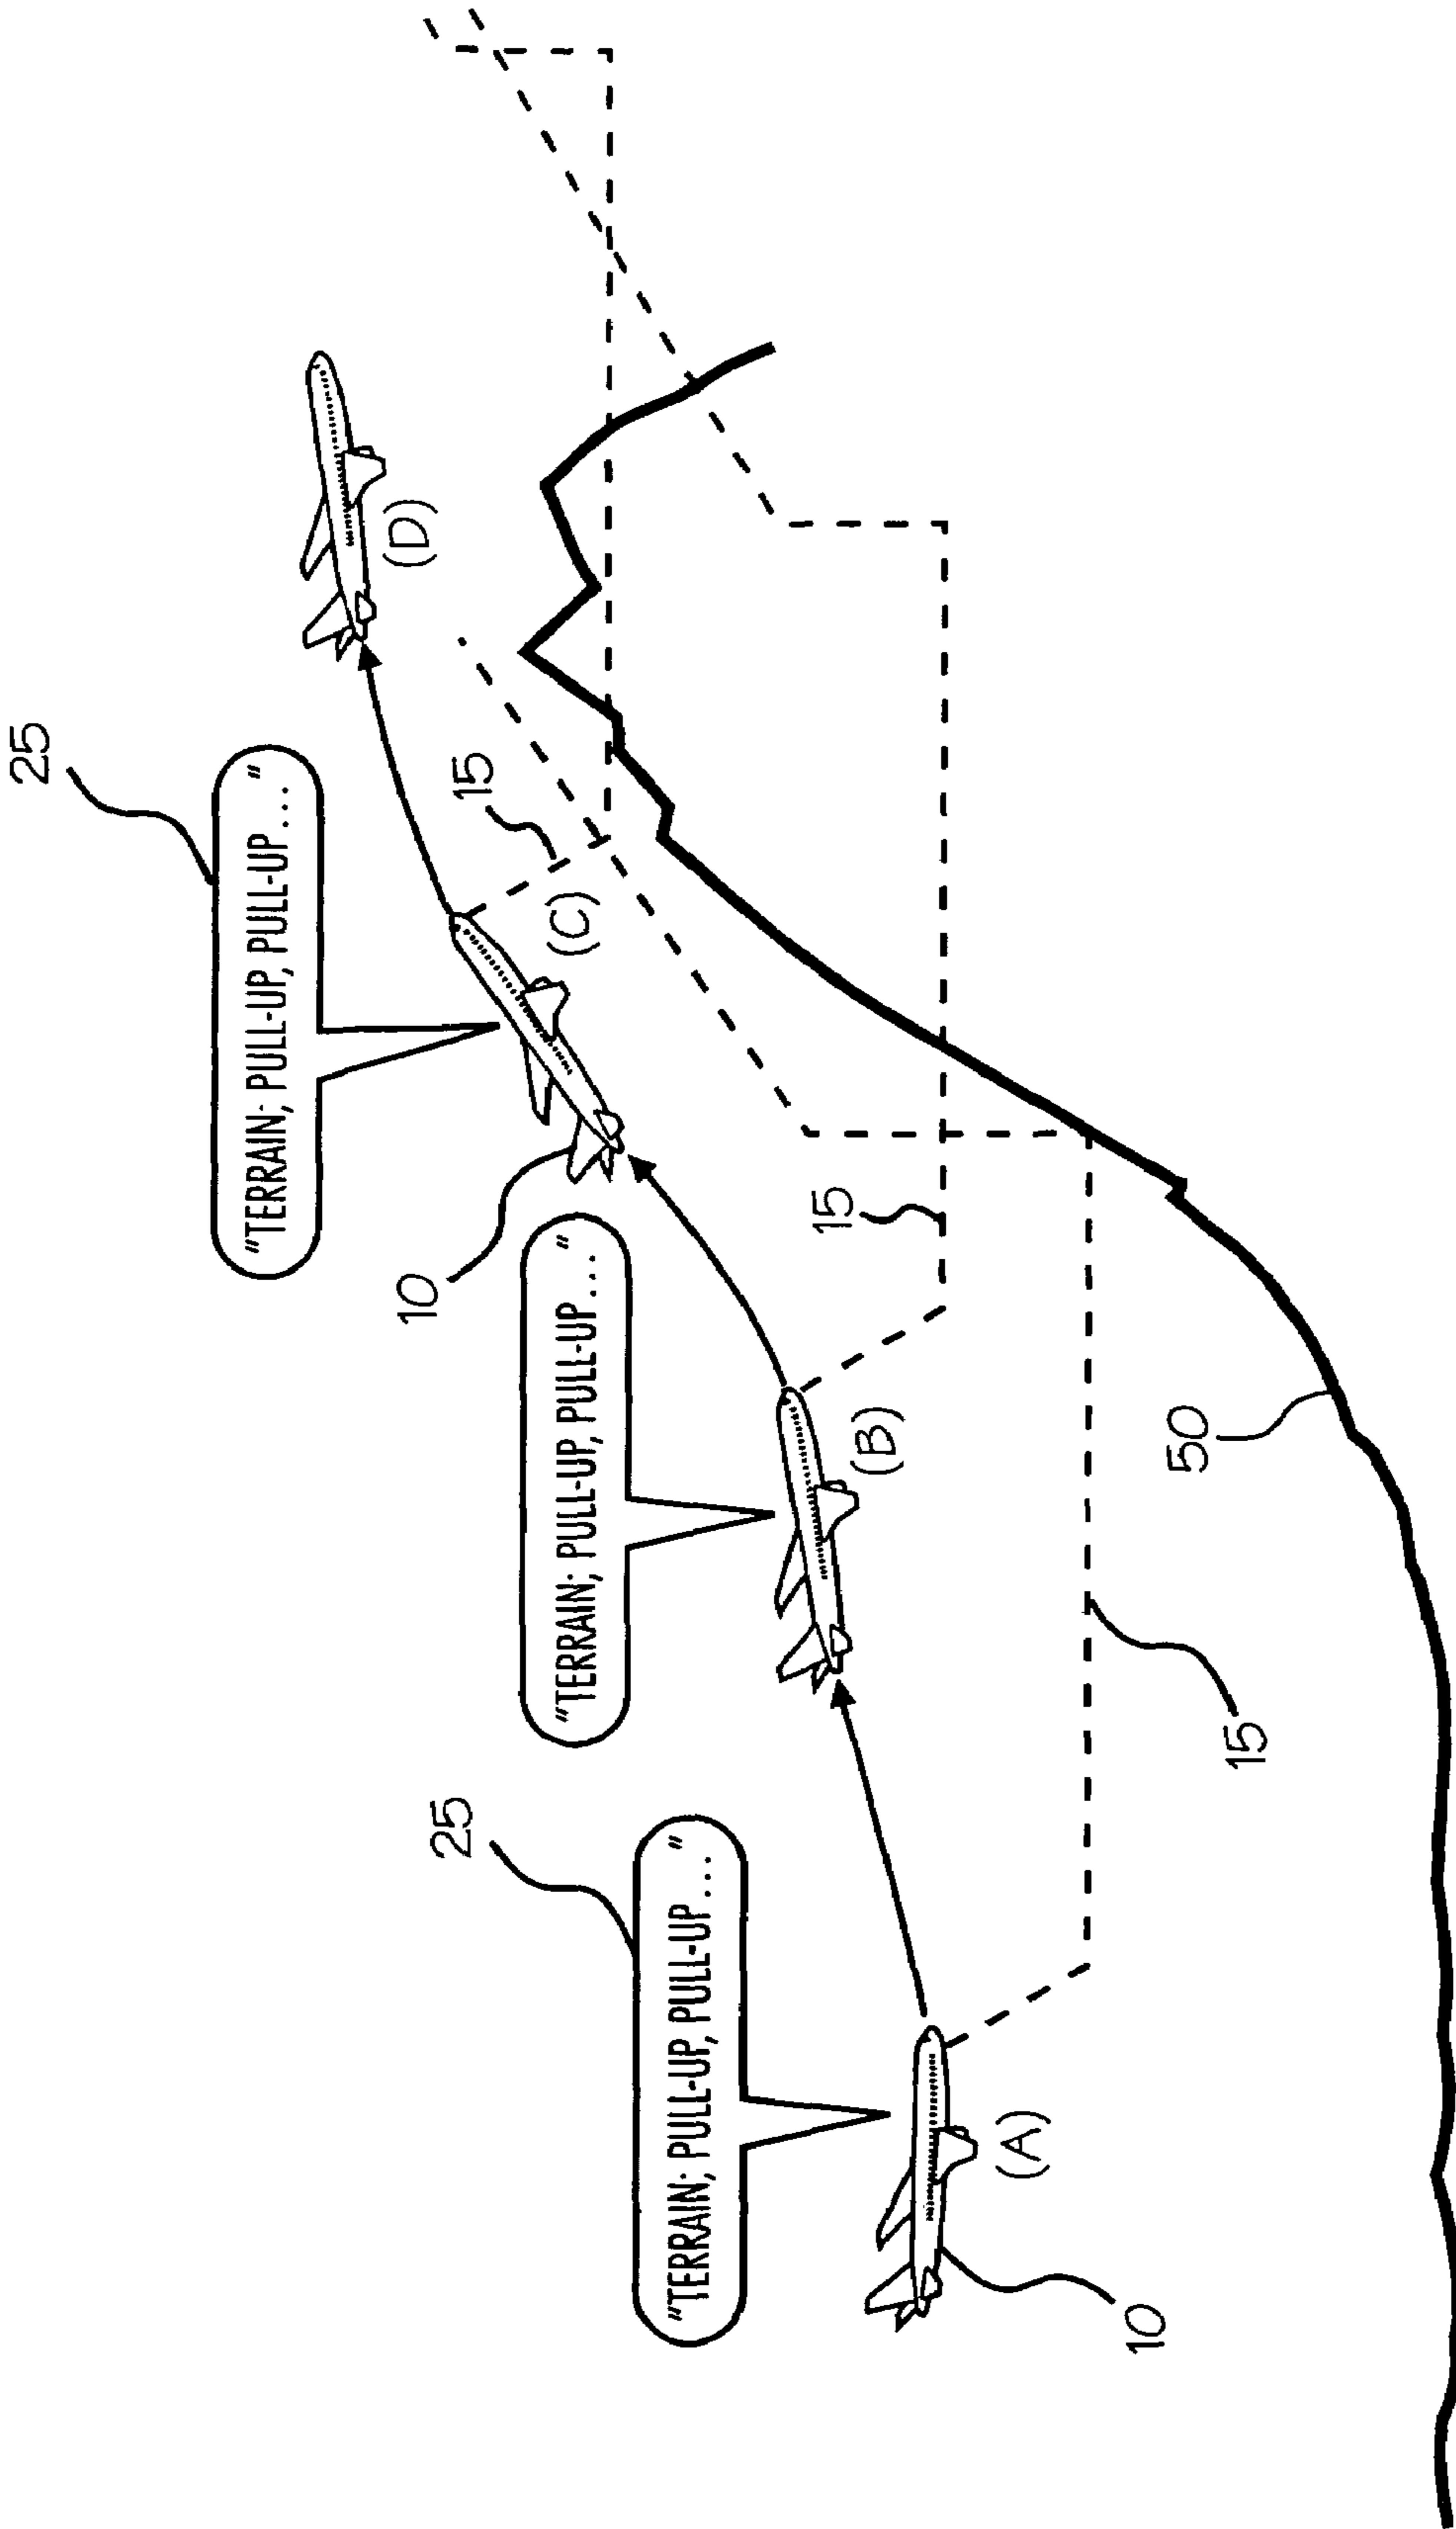 25
"TERRAIN; PULL-UP, PULL-UP...."
(D)
15
(C)
10
"TERRAIN; PULL-UP, PULL-UP...."
15
(B)
50
25
"TERRAIN; PULL-UP, PULL-UP...."
15
(A)
10